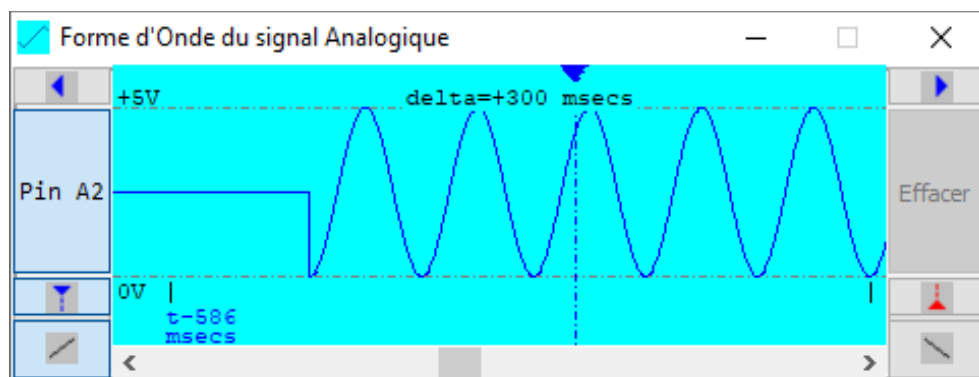 Forme d'Onde du signal Analogique
+5V
delta=+300 msecs
Pin A2
Effacer
0V
t-586
msecs